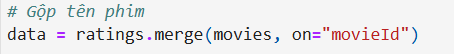 # Gộp tên phim
data = ratings.merge(movies, on="movieId")